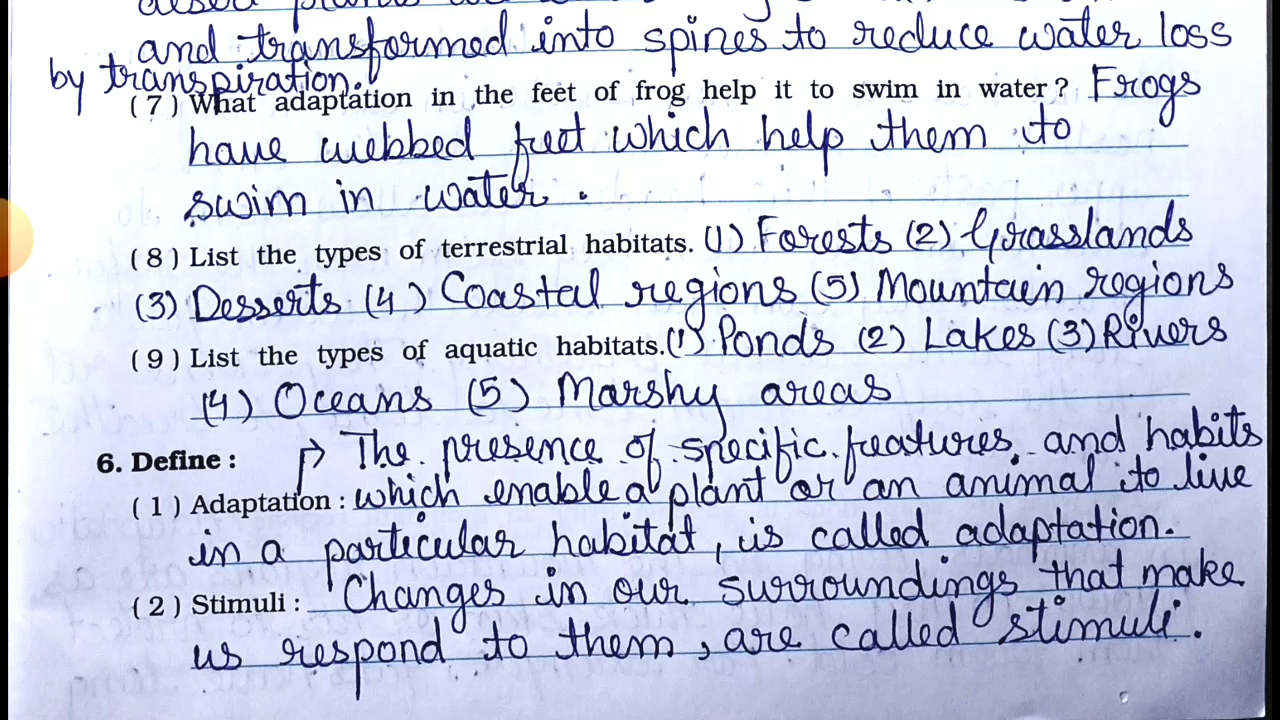 and transformed into spines to reduce water loss
by transpiration.
( 7 ) What adaptation in the feet of frog help it to swim in water ? Frogs
have webbed feet which help them to
swim in water.
( 8 ) List the types of terrestrial habitats. (1) Forests (2) Grasslands
(3) Desserts (4) Coastal regions (5) Mountain regions
( 9 ) List the types of aquatic habitats. (1) Ponds (2) Lakes (3) Rivers
(4) Oceans (5) Marshy areas
6. Define : → The presence of specific features and habits
( 1 ) Adaptation : which enable a plant or an animal to live
in a particular habitat, is called adaptation.
( 2 ) Stimuli : Changes in our surroundings that make
us respond to them, are called stimuli.